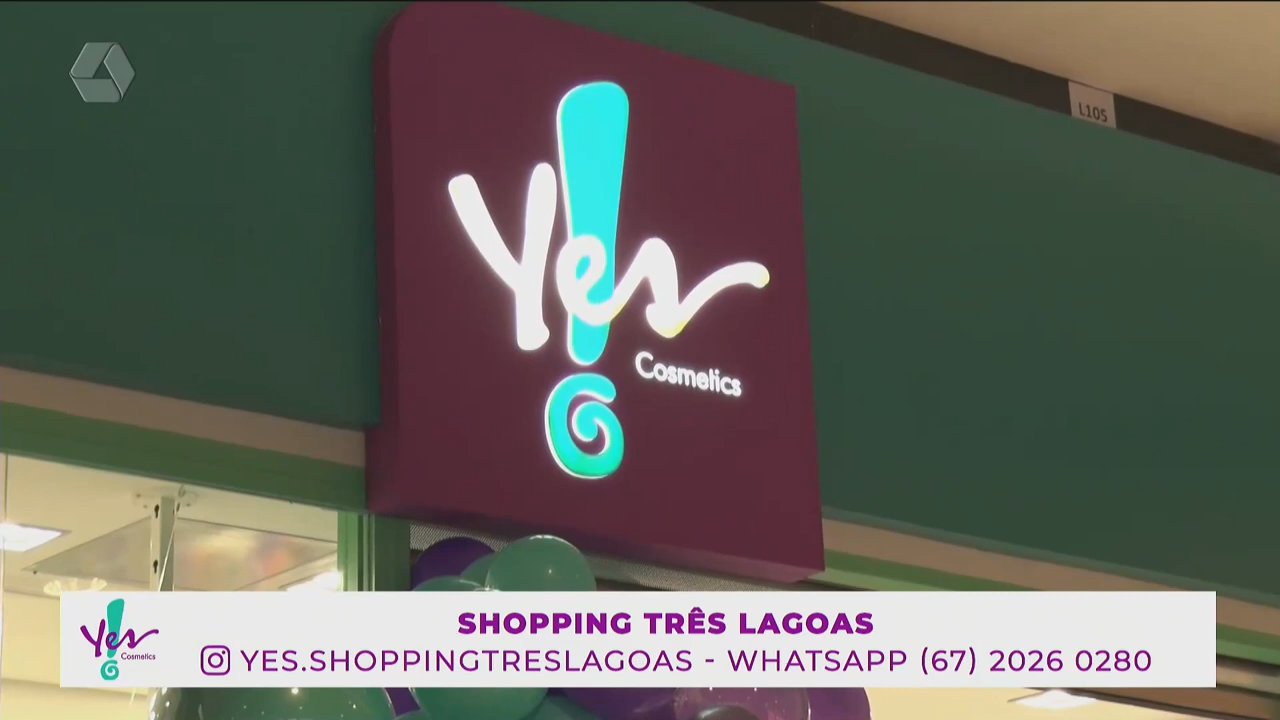 L105
Yes!
Cosmetics
Yes!
Cosmetics
SHOPPING TRÊS LAGOAS
YES.SHOPPINGTRESLAGOAS - WHATSAPP (67) 2026 0280